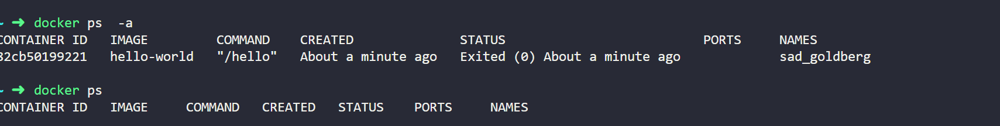 ~ ➜ docker ps  -a
CONTAINER ID   IMAGE         COMMAND    CREATED              STATUS                          PORTS     NAMES
82cb50199221   hello-world   "/hello"   About a minute ago   Exited (0) About a minute ago             sad_goldberg
~ ➜ docker ps
CONTAINER ID   IMAGE     COMMAND   CREATED   STATUS    PORTS     NAMES